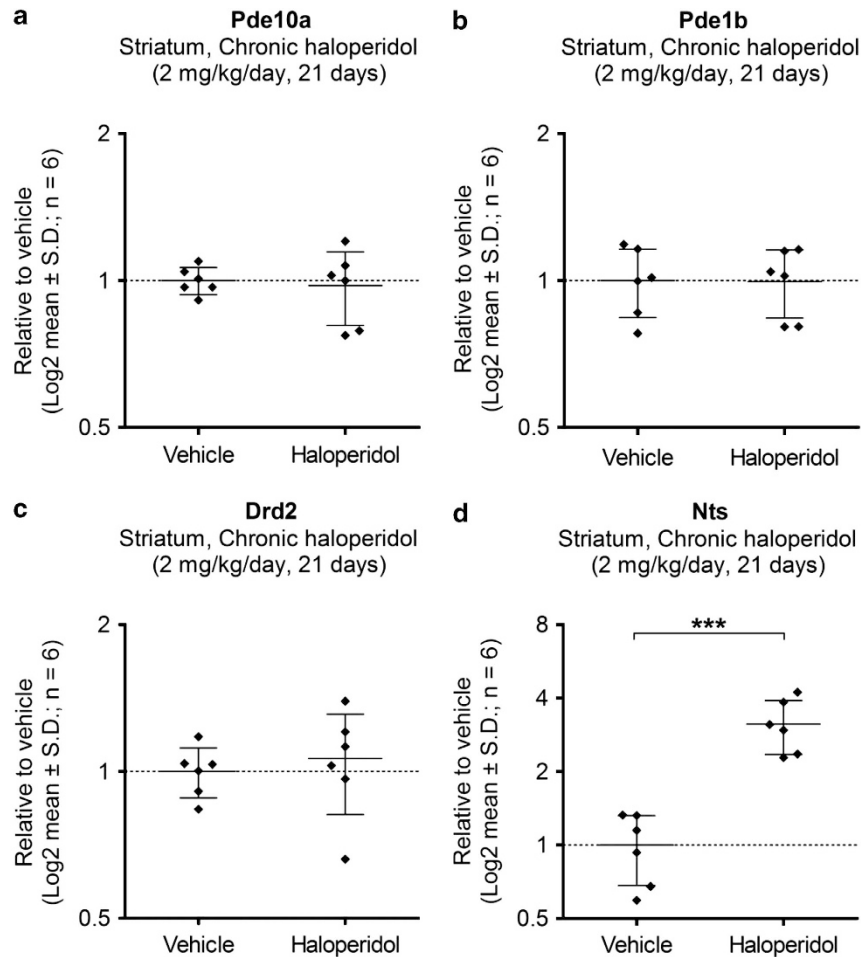 a
Pde10a
Striatum, Chronic haloperidol
(2 mg/kg/day, 21 days)
Relative to vehicle
(Log2 mean ± S.D.; n = 6)
2
1
0.5
Vehicle
Haloperidol
b
Pde1b
Striatum, Chronic haloperidol
(2 mg/kg/day, 21 days)
Relative to vehicle
(Log2 mean ± S.D.; n = 6)
2
1
0.5
Vehicle
Haloperidol
c
Drd2
Striatum, Chronic haloperidol
(2 mg/kg/day, 21 days)
Relative to vehicle
(Log2 mean ± S.D.; n = 6)
2
1
0.5
Vehicle
Haloperidol
d
Nts
Striatum, Chronic haloperidol
(2 mg/kg/day, 21 days)
Relative to vehicle
(Log2 mean ± S.D.; n = 6)
8
4
2
1
0.5
***
Vehicle
Haloperidol